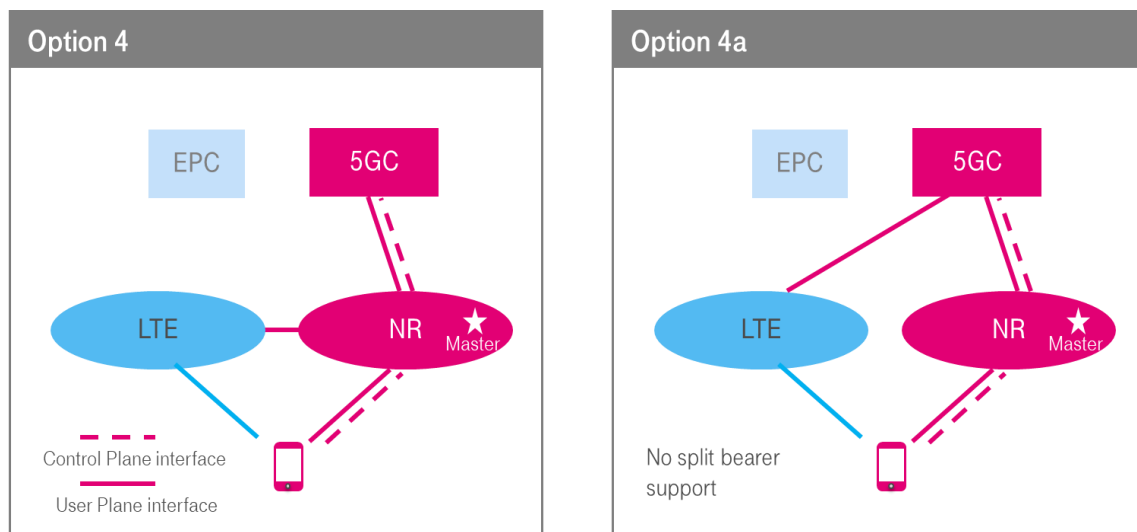 Option 4
EPC
5GC
LTE
NR
Master
Control Plane interface
User Plane interface
Option 4a
EPC
5GC
LTE
NR
Master
No split bearer
support